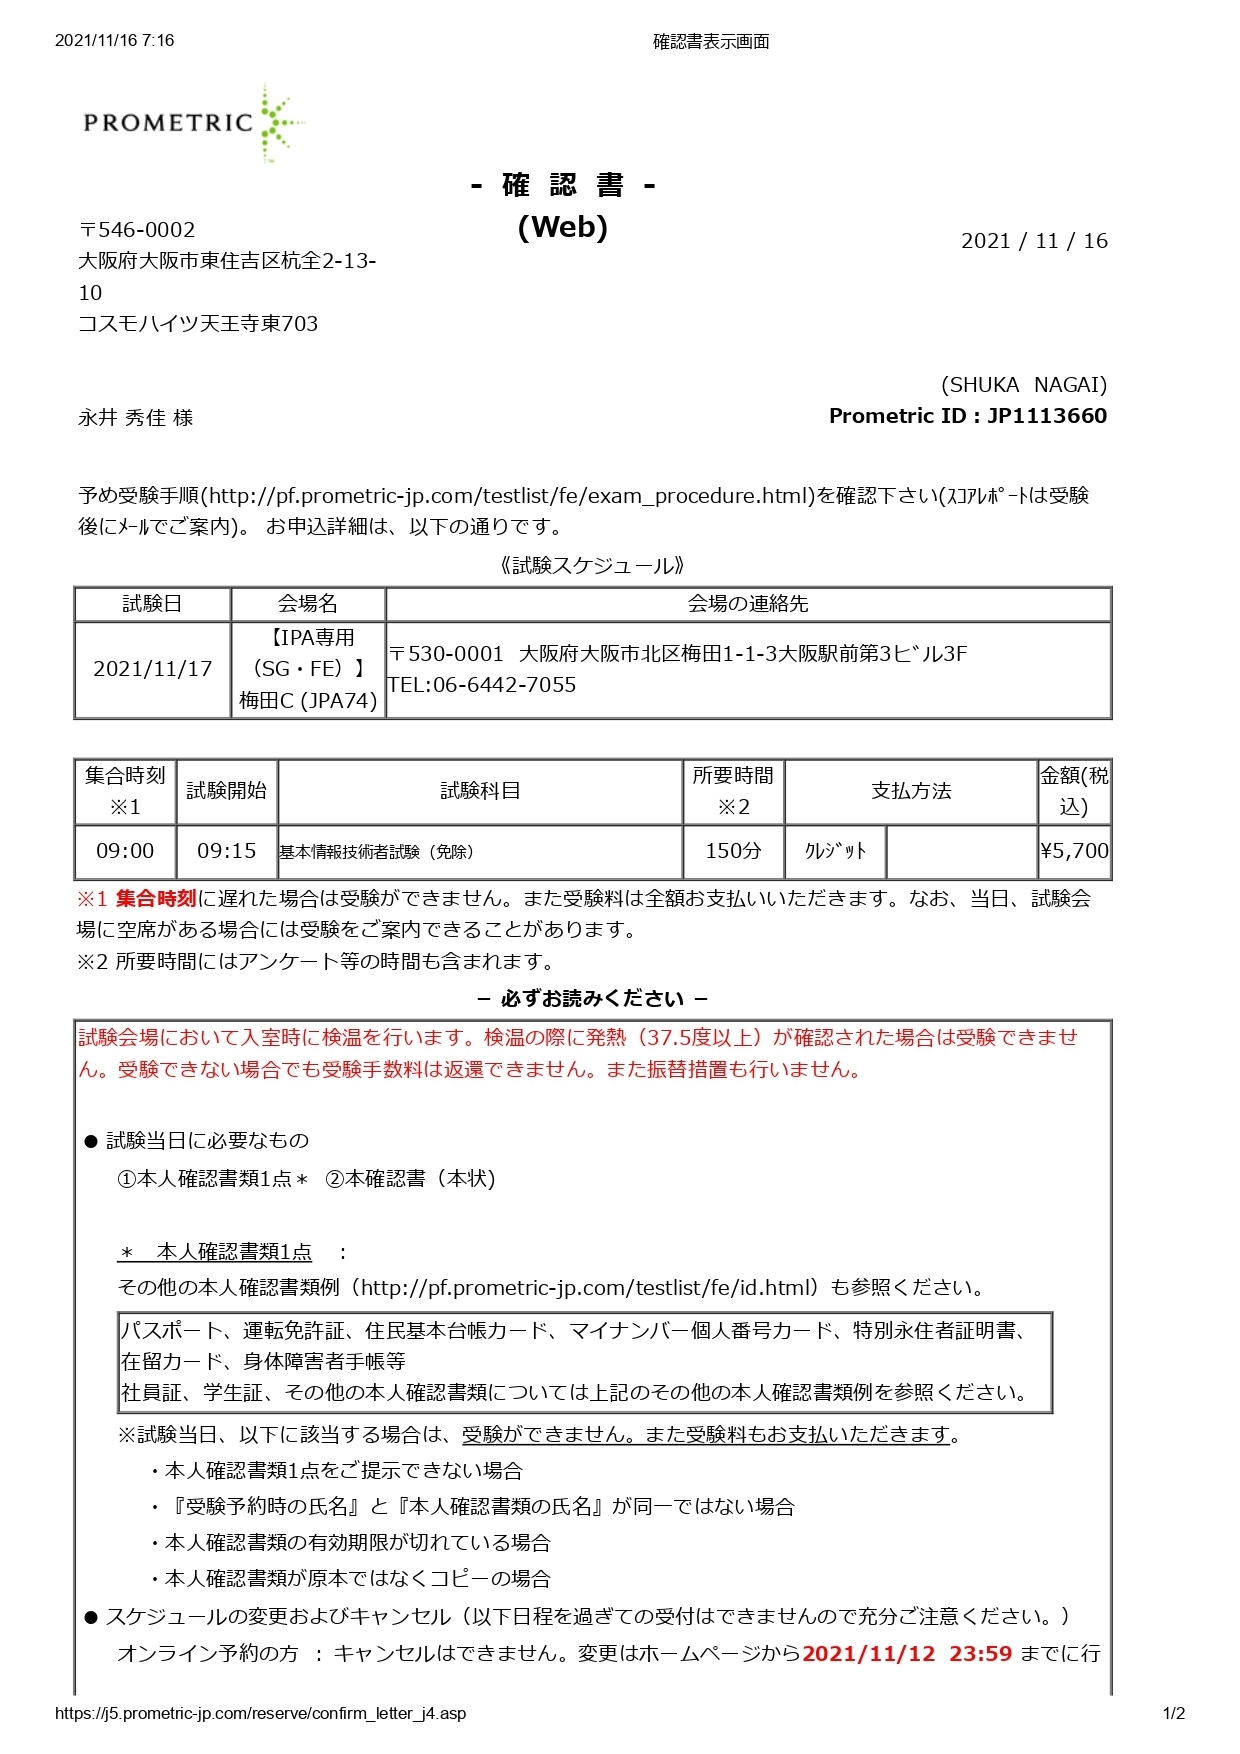 2021/11/16 7:16
確認書表示画面
PROMETRIC
- 確 認 書 -
(Web)
〒546-0002
大阪府大阪市東住吉区杭全2-13-
10
コスモハイツ天王寺東703
2021 / 11 / 16
(SHUKA NAGAI)
永井 秀佳 様
Prometric ID : JP1113660
予め受験手順(http://pf.prometric-jp.com/testlist/fe/exam_procedure.html)を確認下さい(ｽｺｱﾚﾎﾟｰﾄは受験
後にﾒｰﾙでご案内)。 お申込詳細は、以下の通りです。
《試験スケジュール》
試験日 会場名 会場の連絡先
2021/11/17
【IPA専用
（SG・FE）】
梅田C (JPA74)
〒530-0001 大阪府大阪市北区梅田1-1-3大阪駅前第3ビル3F
TEL:06-6442-7055
集合時刻
※1
試験開始
試験科目
所要時間
※2
支払方法
金額(税
込)
09:00 09:15 基本情報技術者試験（免除） 150分 ｸﾚｼﾞｯﾄ ¥5,700
※1 集合時刻に遅れた場合は受験ができません。また受験料は全額お支払いいただきます。なお、当日、試験会
場に空席がある場合には受験をご案内できることがあります。
※2 所要時間にはアンケート等の時間も含まれます。
− 必ずお読みください −
試験会場において入室時に検温を行います。検温の際に発熱（37.5度以上）が確認された場合は受験できませ
ん。受験できない場合でも受験手数料は返還できません。また振替措置も行いません。
● 試験当日に必要なもの
①本人確認書類1点＊ ②本確認書（本状)
＊ 本人確認書類1点 ：
その他の本人確認書類例（http://pf.prometric-jp.com/testlist/fe/id.html）も参照ください。
パスポート、運転免許証、住民基本台帳カード、マイナンバー個人番号カード、特別永住者証明書、
在留カード、身体障害者手帳等
社員証、学生証、その他の本人確認書類については上記のその他の本人確認書類例を参照ください。
※試験当日、以下に該当する場合は、受験ができません。また受験料もお支払いただきます。
・本人確認書類1点をご提示できない場合
・『受験予約時の氏名』と『本人確認書類の氏名』が同一ではない場合
・本人確認書類の有効期限が切れている場合
・本人確認書類が原本ではなくコピーの場合
● スケジュールの変更およびキャンセル（以下日程を過ぎての受付はできませんので充分ご注意ください。）
オンライン予約の方 ：キャンセルはできません。変更はホームページから2021/11/12 23:59 までに行
https://j5.prometric-jp.com/reserve/confirm_letter_j4.asp
1/2